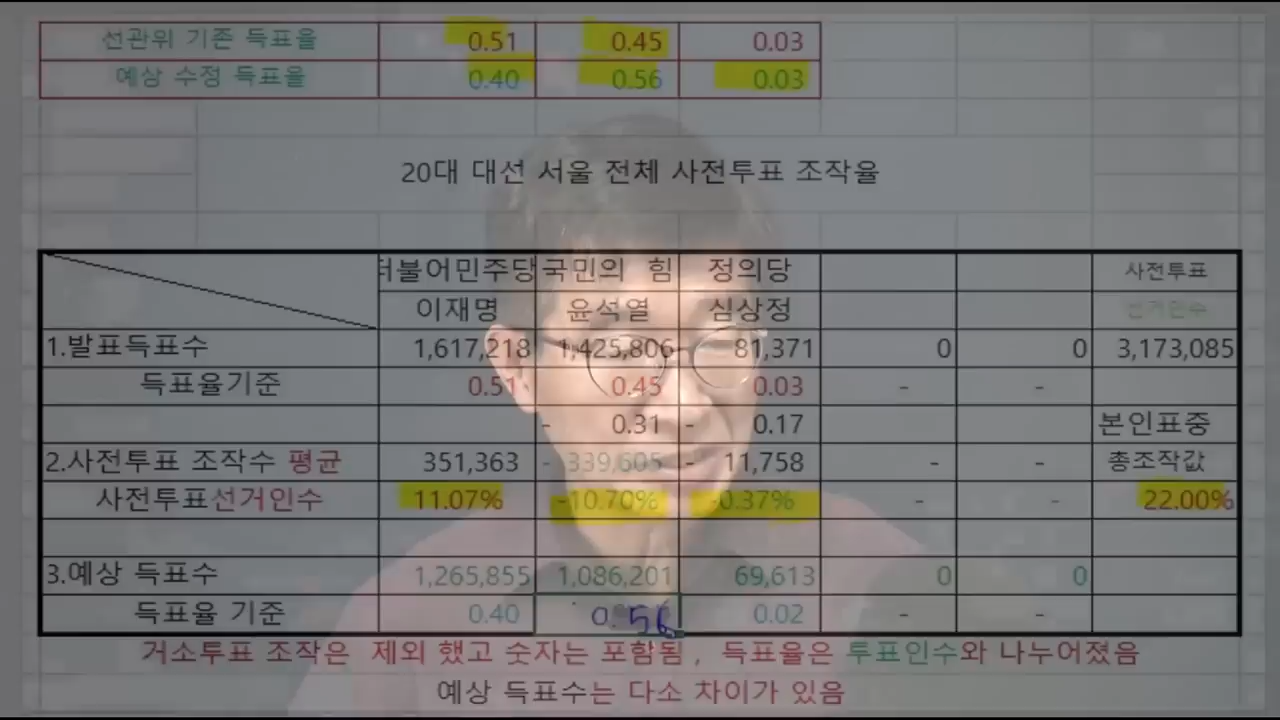 선관위 기존 득표율 0.51 0.45 0.03
예상 수정 득표율 0.40 0.56 0.03
20대 대선 서울 전체 사전투표 조작율
더불어민주당 국민의 힘 정의당 사전투표
이재명 윤석열 심상정 선거인수
1.발표득표수 1,617,218 1,425,806 81,371 0 0 3,173,085
득표율기준 0.51 0.45 0.03 - -
- 0.31 - 0.17 본인표중
2.사전투표 조작수 평균 351,363 - 339,605 - 11,758 - - 총조작값
사전투표선거인수 11.07% -10.70% -0.37% - - 22.00%
3.예상 득표수 1,265,855 1,086,201 69,613 0 0
득표율 기준 0.40 0.56 0.02 - -
거소투표 조작은 제외 했고 숫자는 포함됨 , 득표율은 투표인수와 나누어졌음
예상 득표수는 다소 차이가 있음